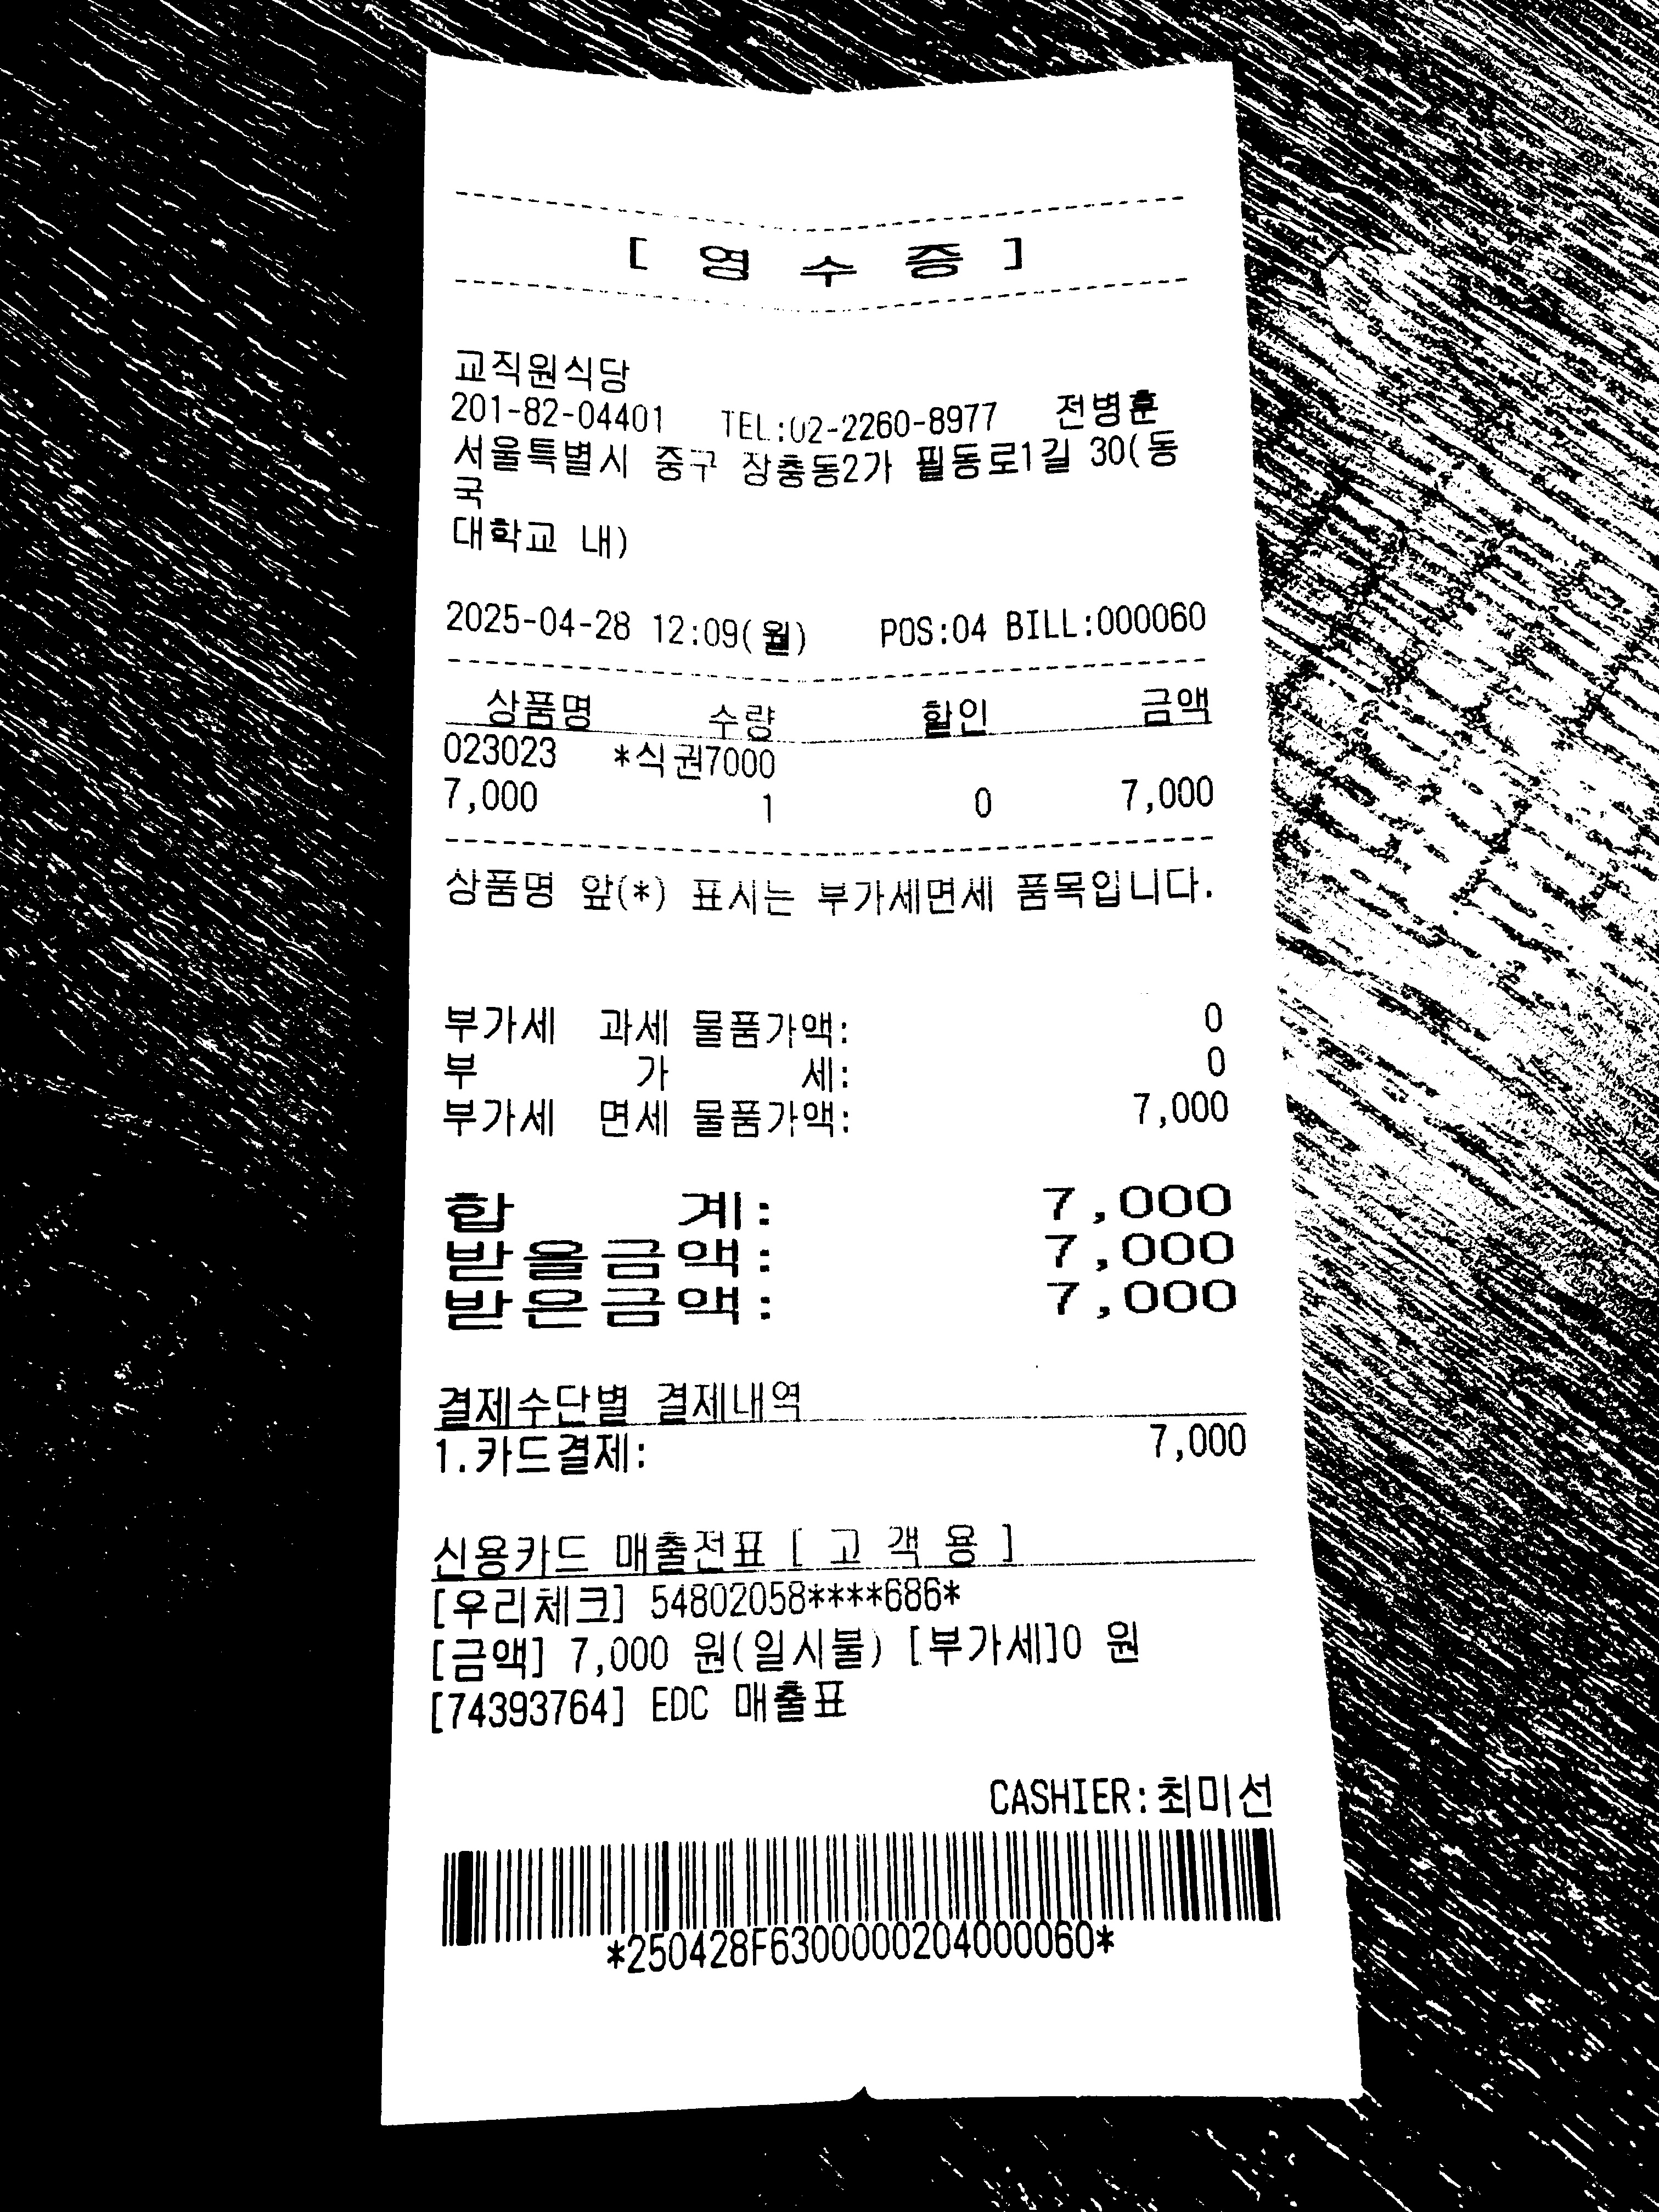 [ 영 수 증 ]
교직원식당
201-82-04401 TEL:02-2260-8977 전병훈
서울특별시 중구 장충동2가 필동로1길 30(동
국
대학교 내)
2025-04-28 12:09(월) POS:04 BILL:000060
상품명 수량 할인 금액
023023 *식권7000
7,000 1 0 7,000
상품명 앞(*) 표시는 부가세면세 품목입니다.
부가세 과세 물품가액: 0
부 가 세: 0
부가세 면세 물품가액: 7,000
합 계: 7,000
받을금액: 7,000
받은금액: 7,000
결제수단별 결제내역
1.카드결제: 7,000
신용카드 매출전표 [ 고 객 용 ]
[우리체크] 54802058****686*
[금액] 7,000 원(일시불) [부가세]0 원
[74393764] EDC 매출표
CASHIER:최미선
*250428F6300000204000060*